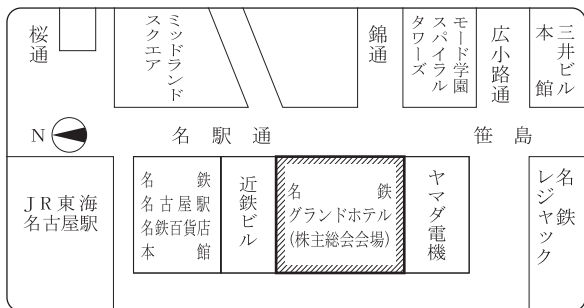 桜通
ミッドランド
スクエア
錦通
モード学園
スパイラル
タワーズ
広小路通
三井ビル
本館
N
名駅通
笹島
JR東海
名古屋駅
名鉄
名古屋駅
名鉄百貨店
本館
近鉄ビル
名鉄
グランドホテル
(株主総会会場)
ヤマダ電機
名鉄
レジャック